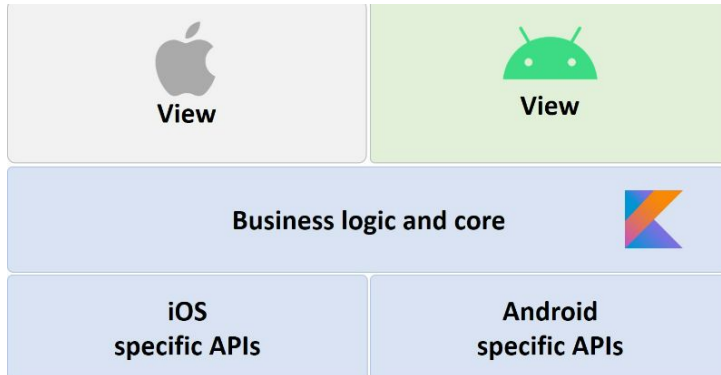 View
View
Business logic and core
iOS
specific APIs
Android
specific APIs